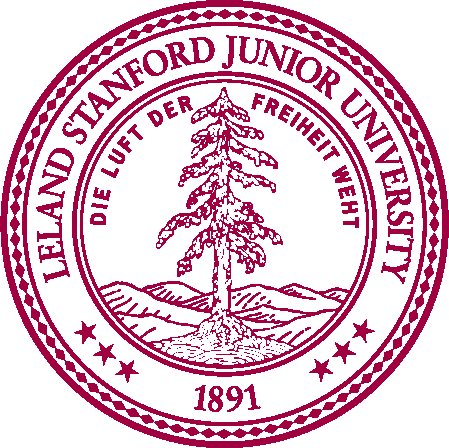 LELAND STANFORD JUNIOR UNIVERSITY
DIE LUFT DER FREIHEIT WEHT
1891